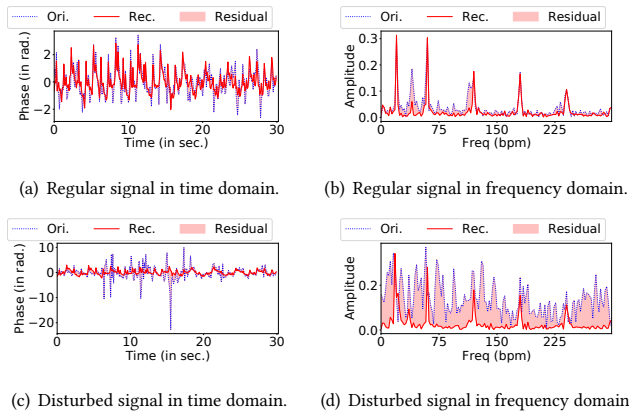 Ori. Rec. Residual
Ori. Rec. Residual
Phase (in rad.)
2
0
−2
0 10 20 30
Time (in sec.)
Amplitude
0.3
0.2
0.1
0.0
0 75 150 225
Freq (bpm)
(a) Regular signal in time domain.
(b) Regular signal in frequency domain.
Ori. Rec. Residual
Ori. Rec. Residual
Phase (in rad.)
10
0
−10
−20
0 10 20 30
Time (in sec.)
Amplitude
0.2
0.0
0 75 150 225
Freq (bpm)
(c) Disturbed signal in time domain.
(d) Disturbed signal in frequency domain